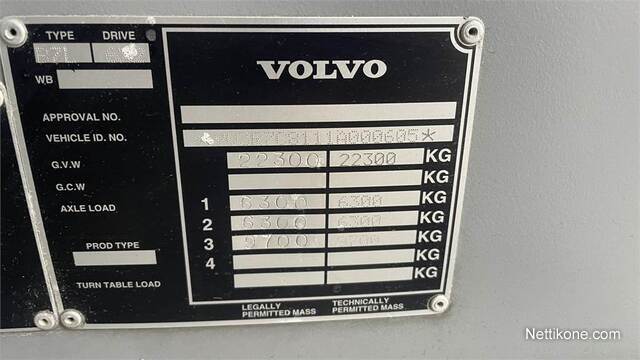 TYPE DRIVE
B7L
WB
VOLVO
APPROVAL NO.
VEHICLE ID. NO.
G.V.W 22300 22300 KG
G.C.W KG
AXLE LOAD 1 6300 6300 KG
2 6300 6300 KG
PROD TYPE 3 9700 9700 KG
4 KG
TURN TABLE LOAD KG
LEGALLY PERMITTED MASS TECHNICALLY PERMITTED MASS
Nettikone.com